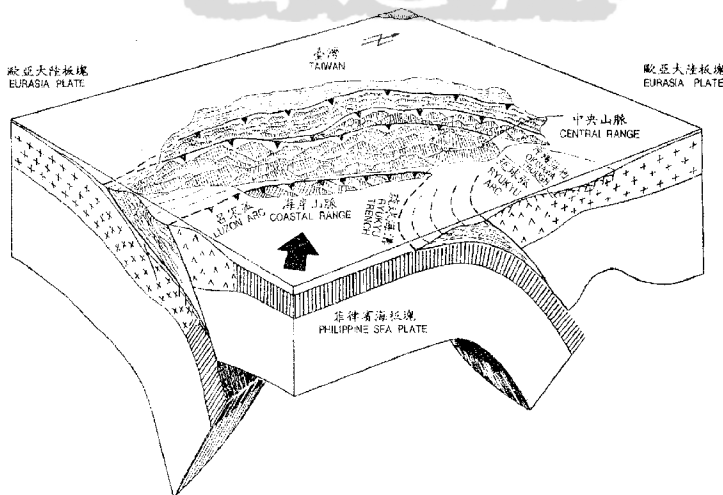 臺灣
TAIWAN
歐亞大陸板塊
EURASIA PLATE
歐亞大陸板塊
EURASIA PLATE
中央山脈
CENTRAL RANGE
沖繩海槽
OKINAWA
琉球弧
RYUKYU
ARC
琉球海溝
RYUKYU
TRENCH
呂宋弧
LUZON ARC
海岸山脈
COASTAL RANGE
菲律賓海板塊
PHILIPPINE SEA PLATE